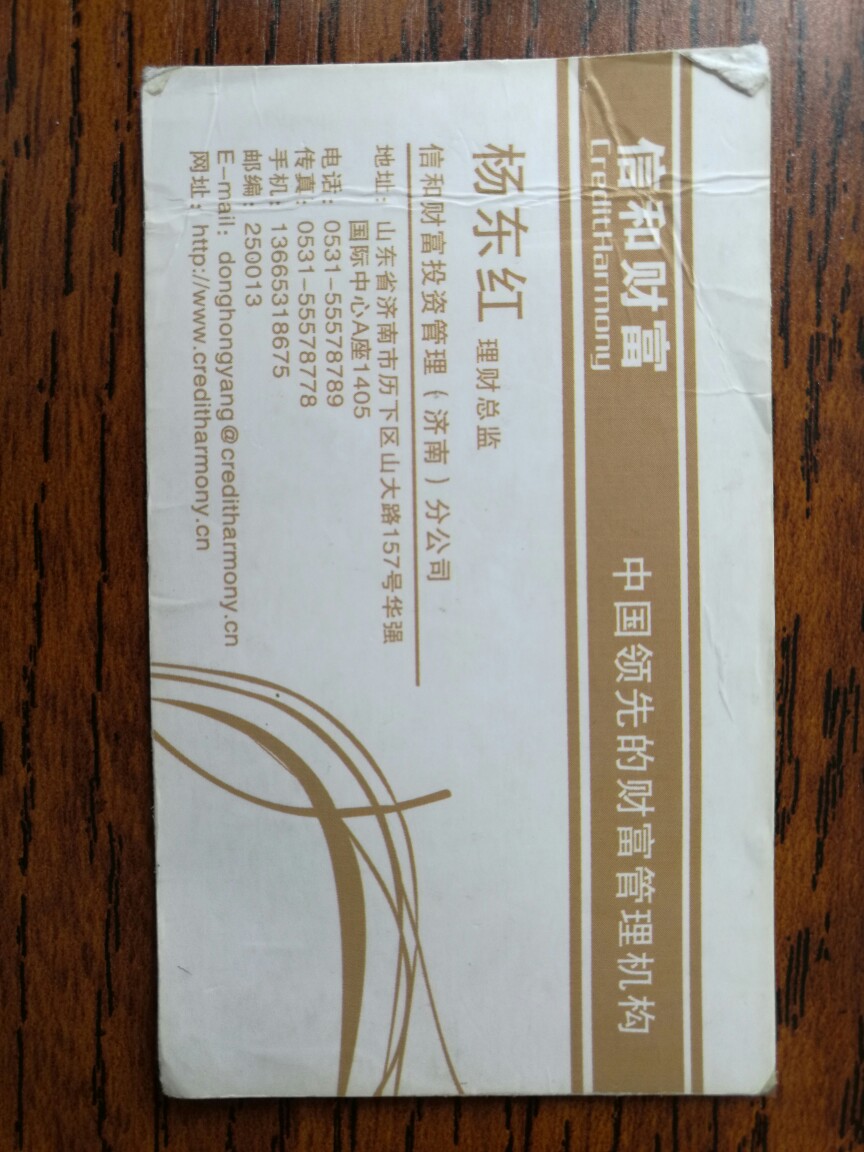 信和财富
CreditHarmony
中国领先的财富管理机构
杨东红 理财总监
信和财富投资管理(济南)分公司
地址:山东省济南市历下区山大路157号华强
国际中心A座1405
电话:0531-55578789
传真:0531-55578778
手机:13665318675
邮编:250013
E-mail:donghongyang@creditharmony.cn
网址:http://www.creditharmony.cn